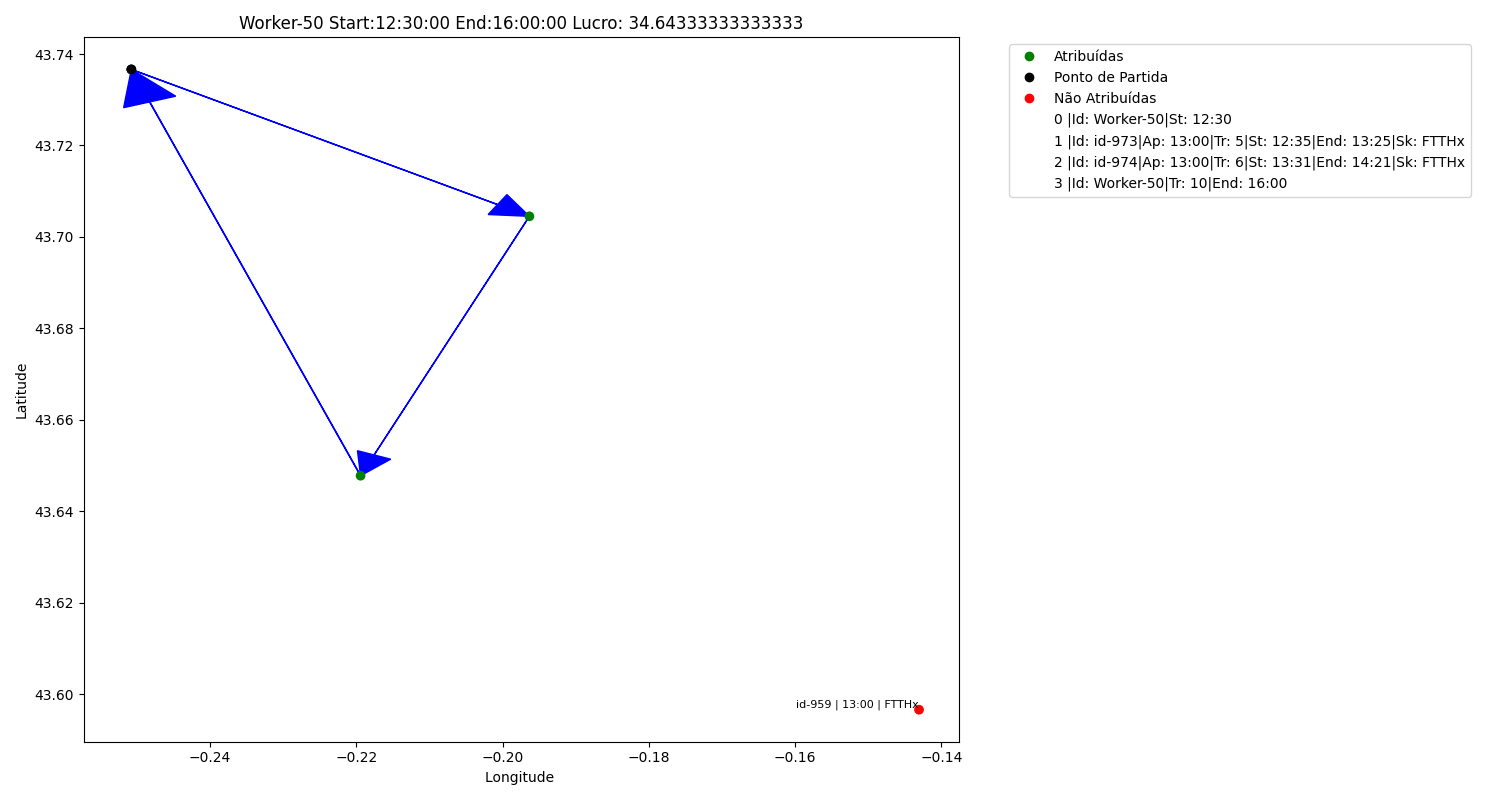 Worker-50 Start:12:30:00 End:16:00:00 Lucro: 34.64333333333333
43.74
43.72
43.70
43.68
43.66
43.64
43.62
43.60
Latitude
−0.24
−0.22
−0.20
−0.18
−0.16
−0.14
Longitude
id-959 | 13:00 | FTTHx
Atribuídas
Ponto de Partida
Não Atribuídas
0 |Id: Worker-50|St: 12:30
1 |Id: id-973|Ap: 13:00|Tr: 5|St: 12:35|End: 13:25|Sk: FTTHx
2 |Id: id-974|Ap: 13:00|Tr: 6|St: 13:31|End: 14:21|Sk: FTTHx
3 |Id: Worker-50|Tr: 10|End: 16:00